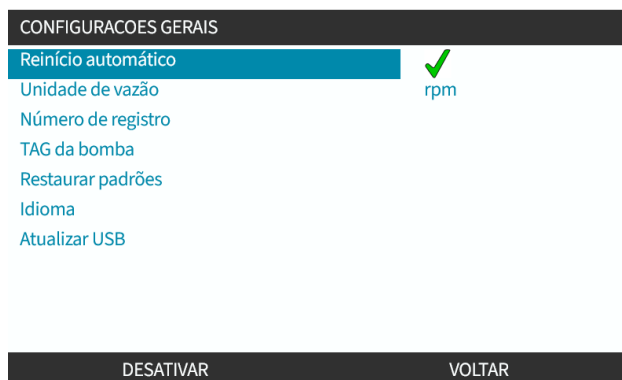 CONFIGURACOES GERAIS
Reinício automático
Unidade de vazão rpm
Número de registro
TAG da bomba
Restaurar padrões
Idioma
Atualizar USB
DESATIVAR VOLTAR